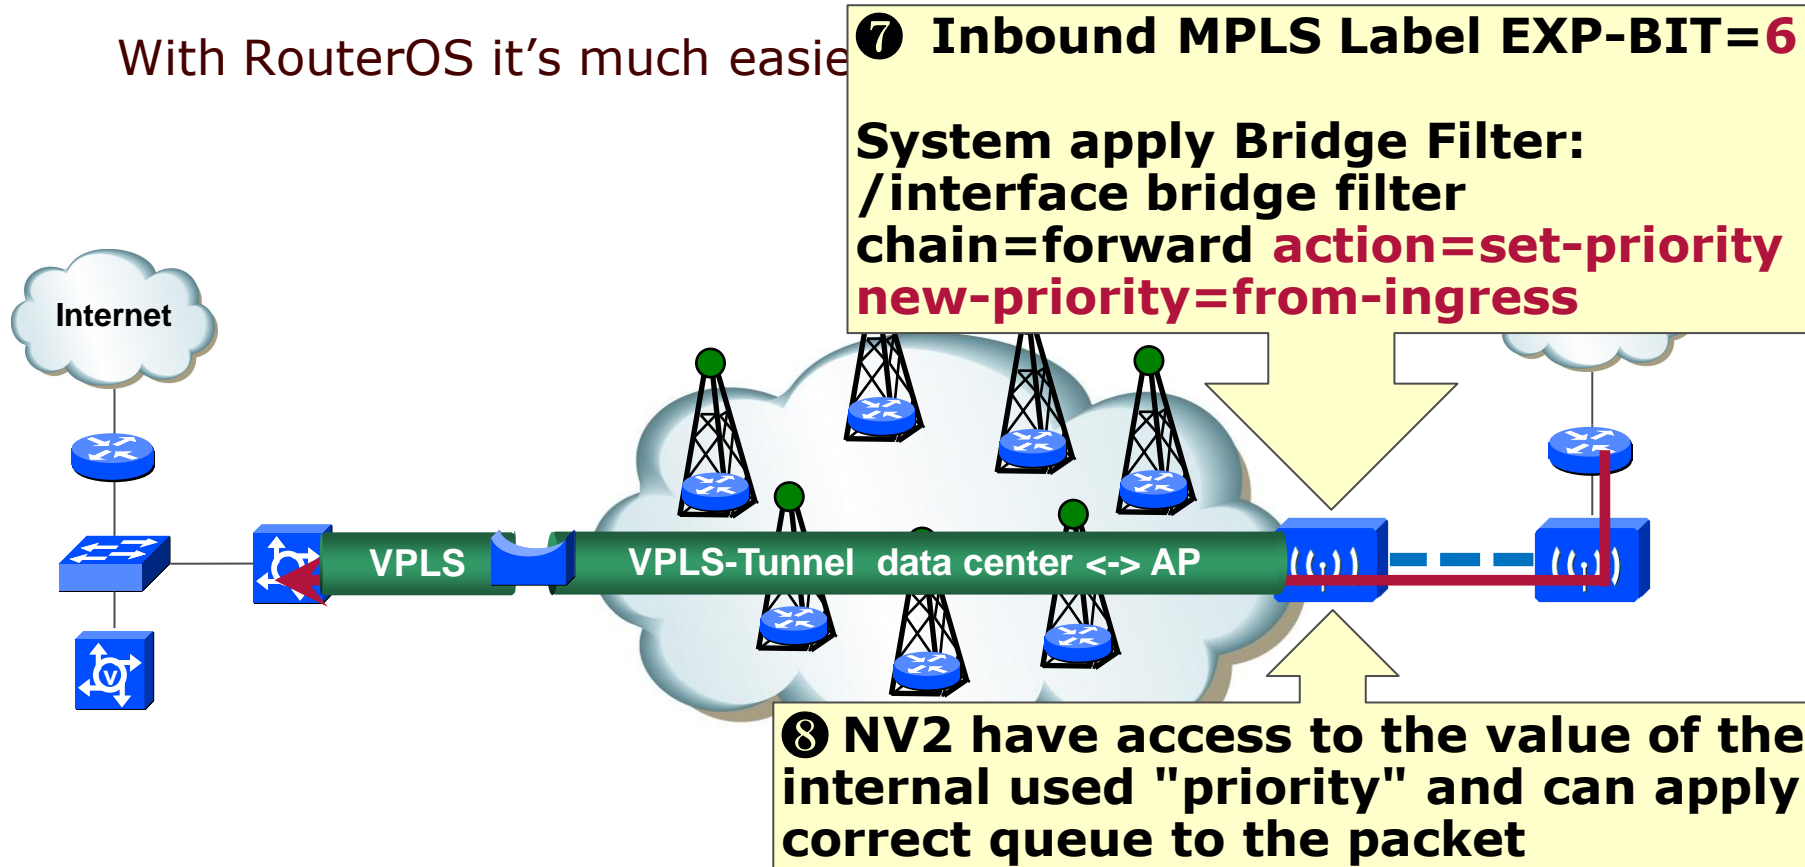 With RouterOS it's much easie
❼ Inbound MPLS Label EXP-BIT=6
System apply Bridge Filter:
/interface bridge filter
chain=forward action=set-priority
new-priority=from-ingress
Internet
VPLS
VPLS-Tunnel data center <-> AP
V
❽ NV2 have access to the value of the
internal used "priority" and can apply
correct queue to the packet